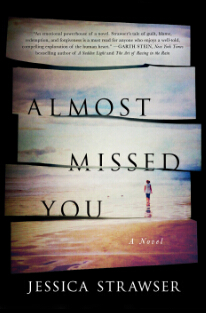 "An emotional powerhouse of a novel. Strawser's tale of guilt, blame,
redemption, and forgiveness is a must read for anyone who enjoys a well-told,
compelling exploration of the human heart." —GARTH STEIN, New York Times
bestselling author of A Sudden Light and The Art of Racing in the Rain
ALMOST
MISSED
YOU
A Novel
JESSICA STRAWSER